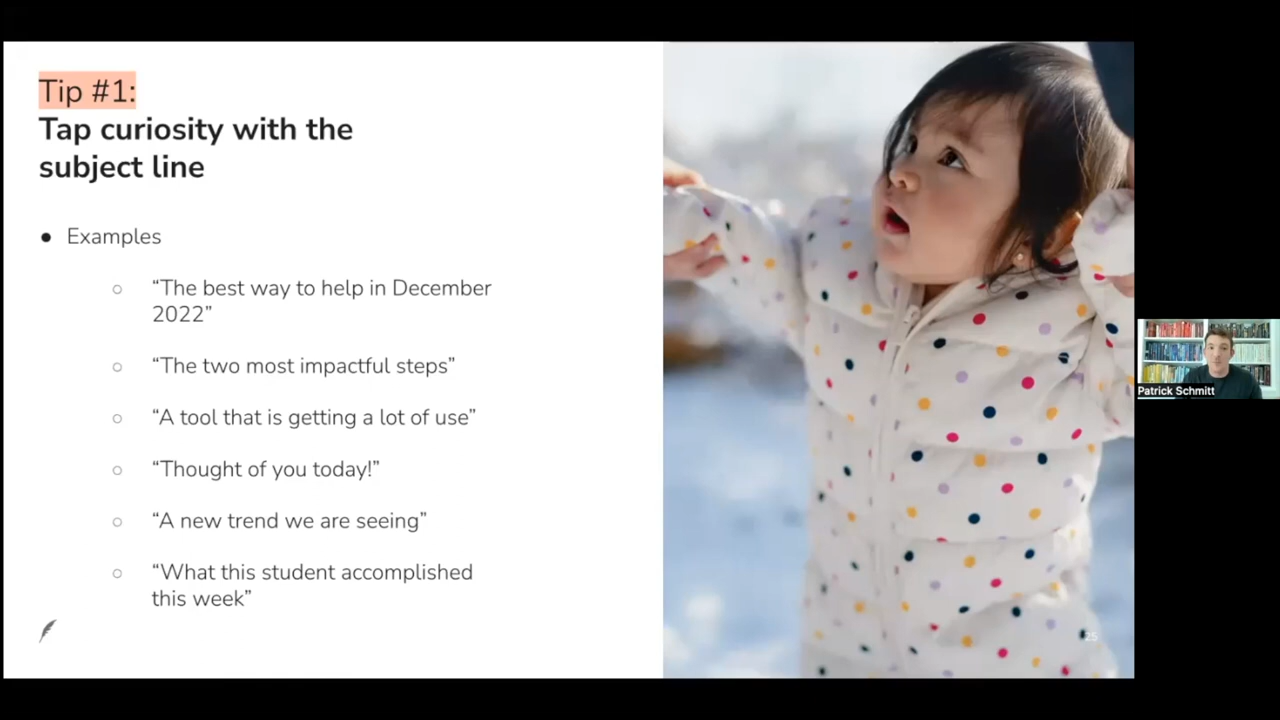 Tip #1:
Tap curiosity with the
subject line
● Examples
○ “The best way to help in December
2022”
○ “The two most impactful steps”
○ “A tool that is getting a lot of use”
○ “Thought of you today!”
○ “A new trend we are seeing”
○ “What this student accomplished
this week”
25
Patrick Schmitt